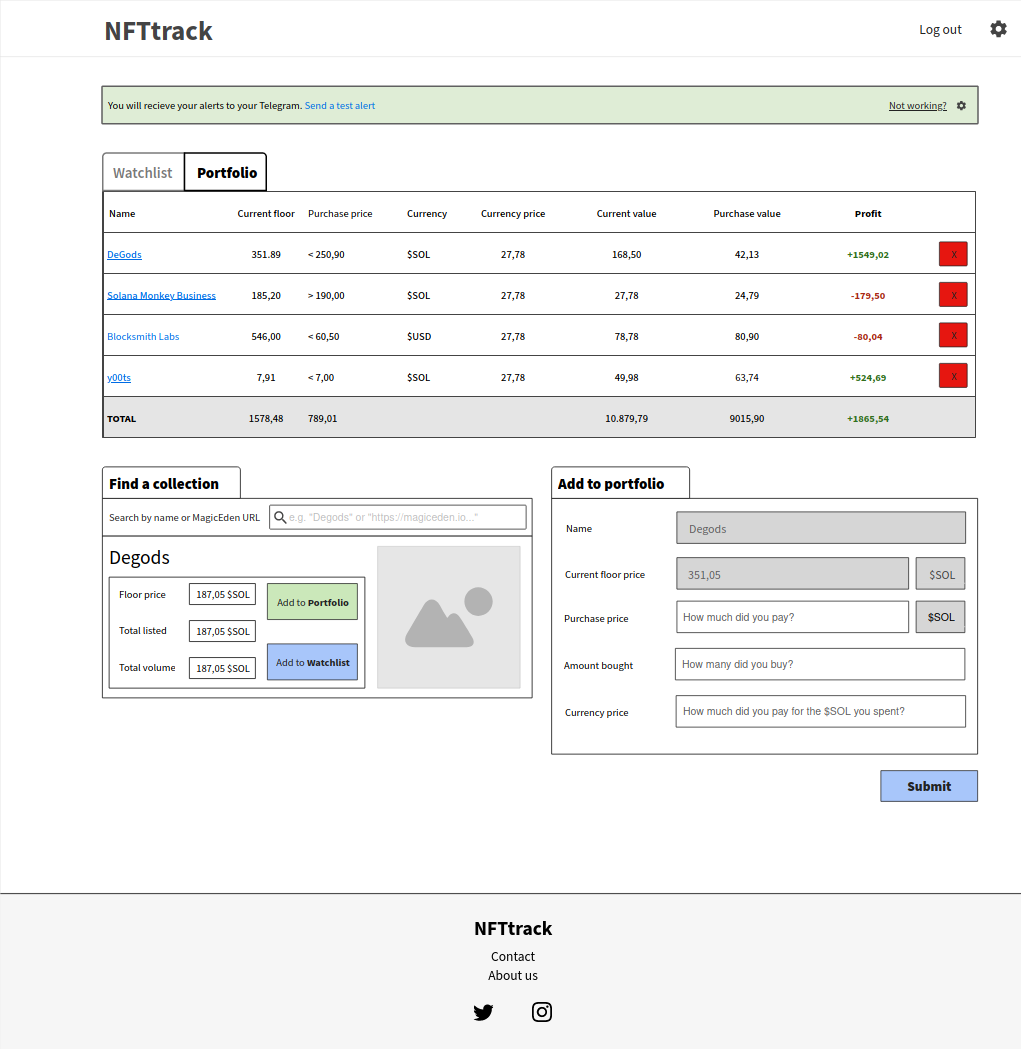 NFTtrack
Log out
You will recieve your alerts to your Telegram. Send a test alert
Not working?
Watchlist
Portfolio
Name Current floor Purchase price Currency Currency price Current value Purchase value Profit
DeGods 351.89 < 250,90 $SOL 27,78 168,50 42,13 +1549,02 X
Solana Monkey Business 185,20 > 190,00 $SOL 27,78 27,78 24,79 -179,50 X
Blocksmith Labs 546,00 < 60,50 $USD 27,78 78,78 80,90 -80,04 X
y00ts 7,91 < 7,00 $SOL 27,78 49,98 63,74 +524,69 X
TOTAL 1578,48 789,01 10.879,79 9015,90 +1865,54
Find a collection
Search by name or MagicEden URL
e.g. "Degods" or "https://magiceden.io..."
Degods
Floor price 187,05 $SOL
Add to Portfolio
Total listed 187,05 $SOL
Add to Watchlist
Total volume 187,05 $SOL
Add to portfolio
Name Degods
Current floor price 351,05 $SOL
Purchase price How much did you pay? $SOL
Amount bought How many did you buy?
Currency price How much did you pay for the $SOL you spent?
Submit
NFTtrack
Contact
About us